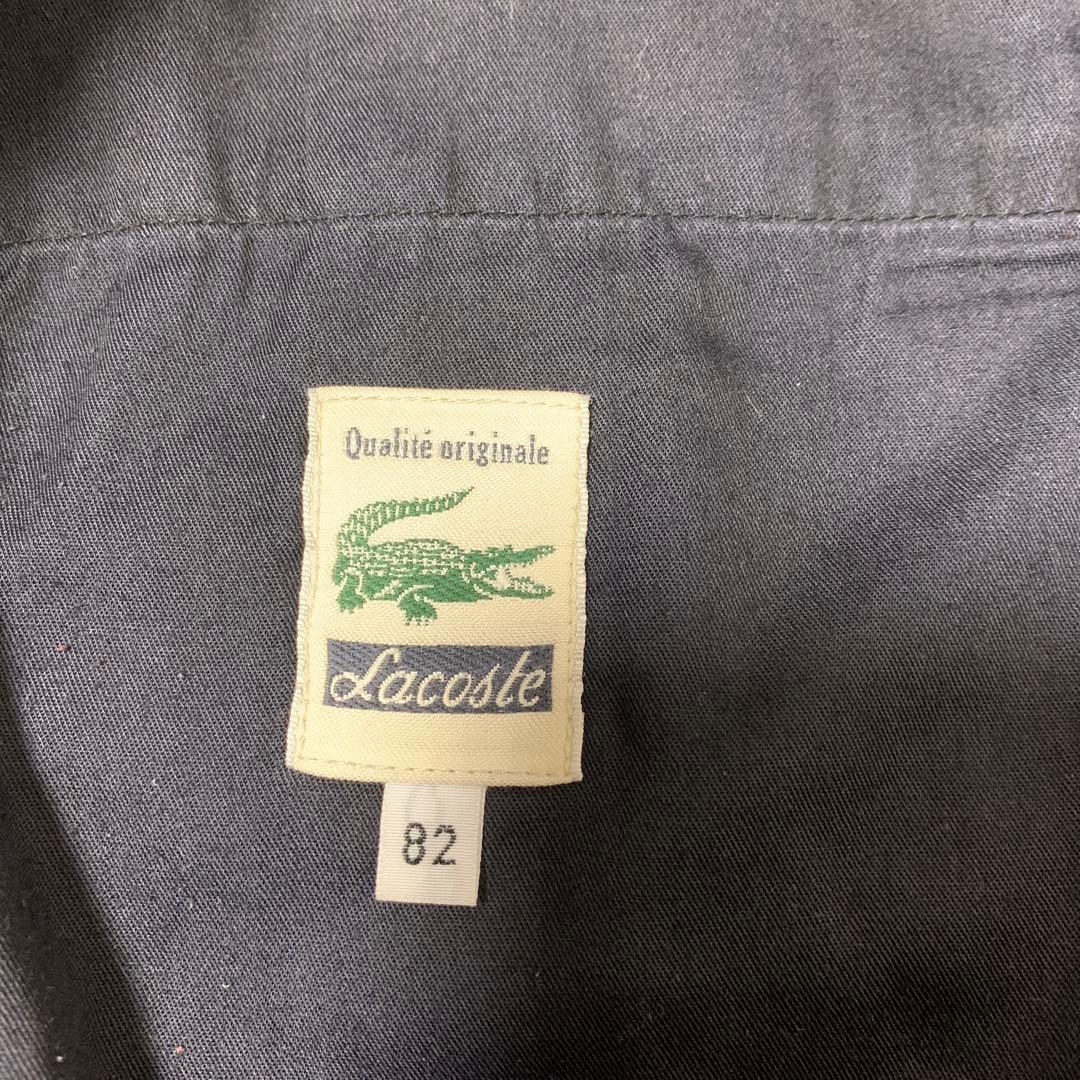 Qualité originale
Lacoste
82